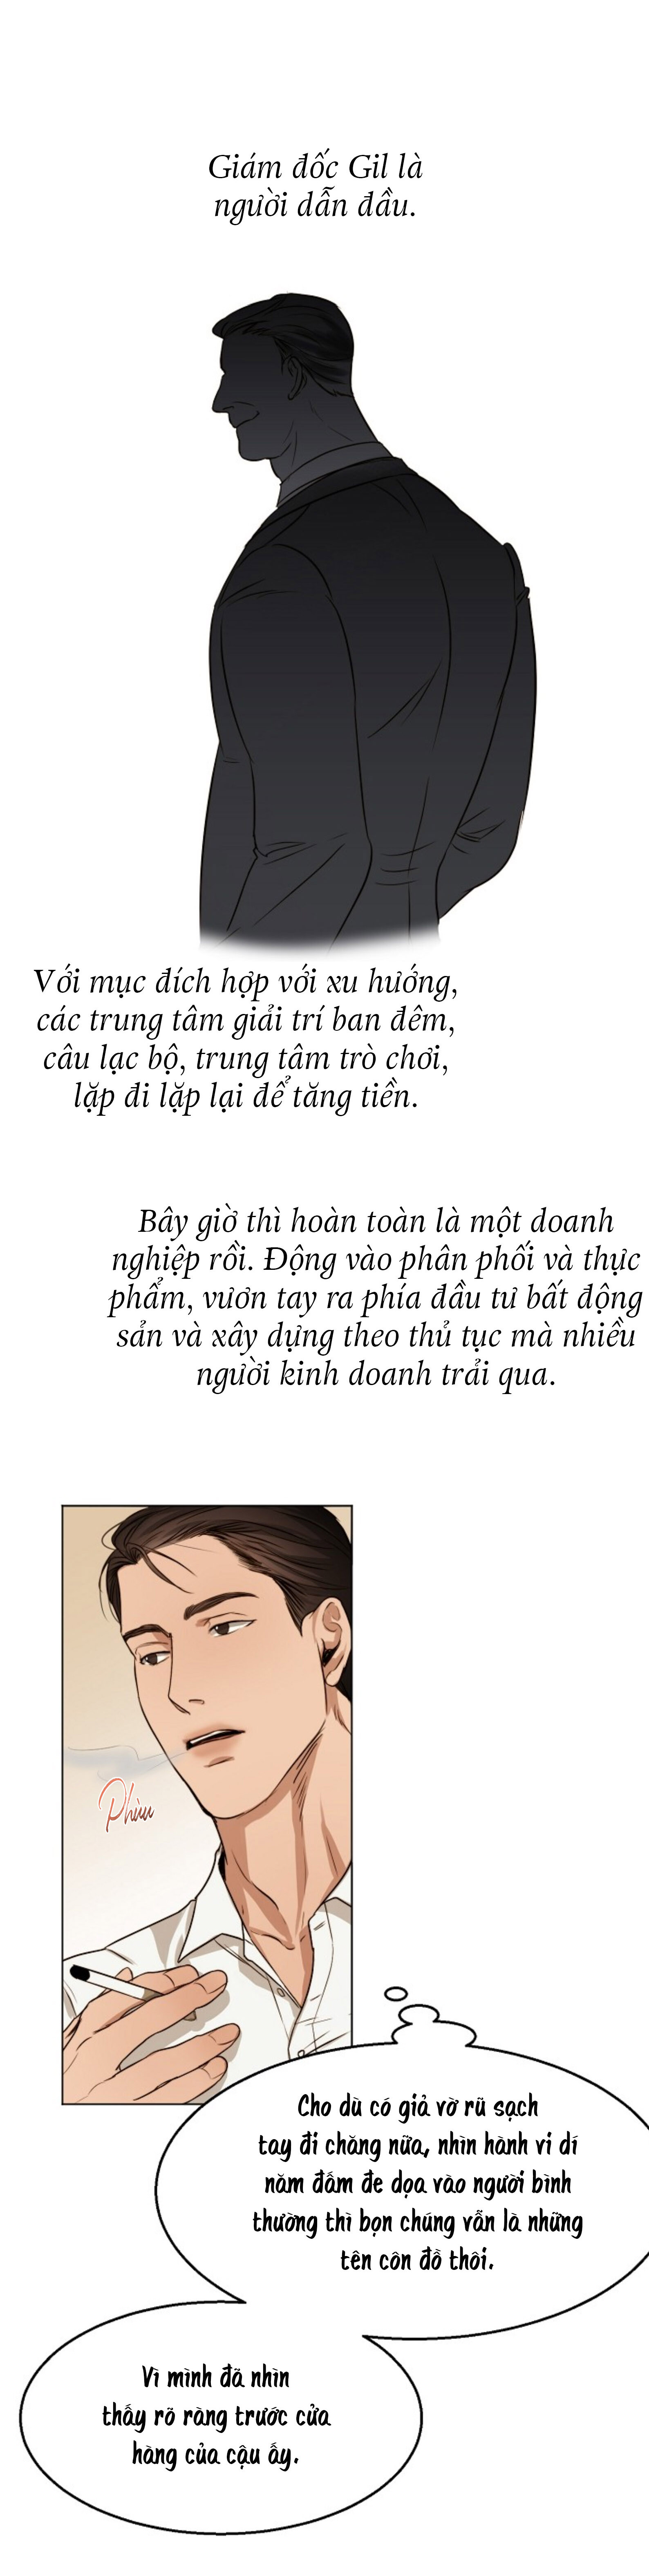 Giám đốc Gil là
người dẫn đầu.
Với mục đích hợp với xu hướng,
các trung tâm giải trí ban đêm,
câu lạc bộ, trung tâm trò chơi,
lặp đi lặp lại để tăng tiền.
Bây giờ thì hoàn toàn là một doanh
nghiệp rồi. Động vào phân phối và thực
phẩm, vươn tay ra phía đầu tư bất động
sản và xây dựng theo thủ tục mà nhiều
người kinh doanh trải qua.
Phùu
Cho dù có giả vờ rũ sạch
tay đi chăng nữa, nhìn hành vi dí
năm đấm đe dọa vào người bình
thường thì bọn chúng vẫn là những
tên côn đồ thôi.
Vì mình đã nhìn
thấy rõ ràng trước cửa
hàng của cậu ấy.